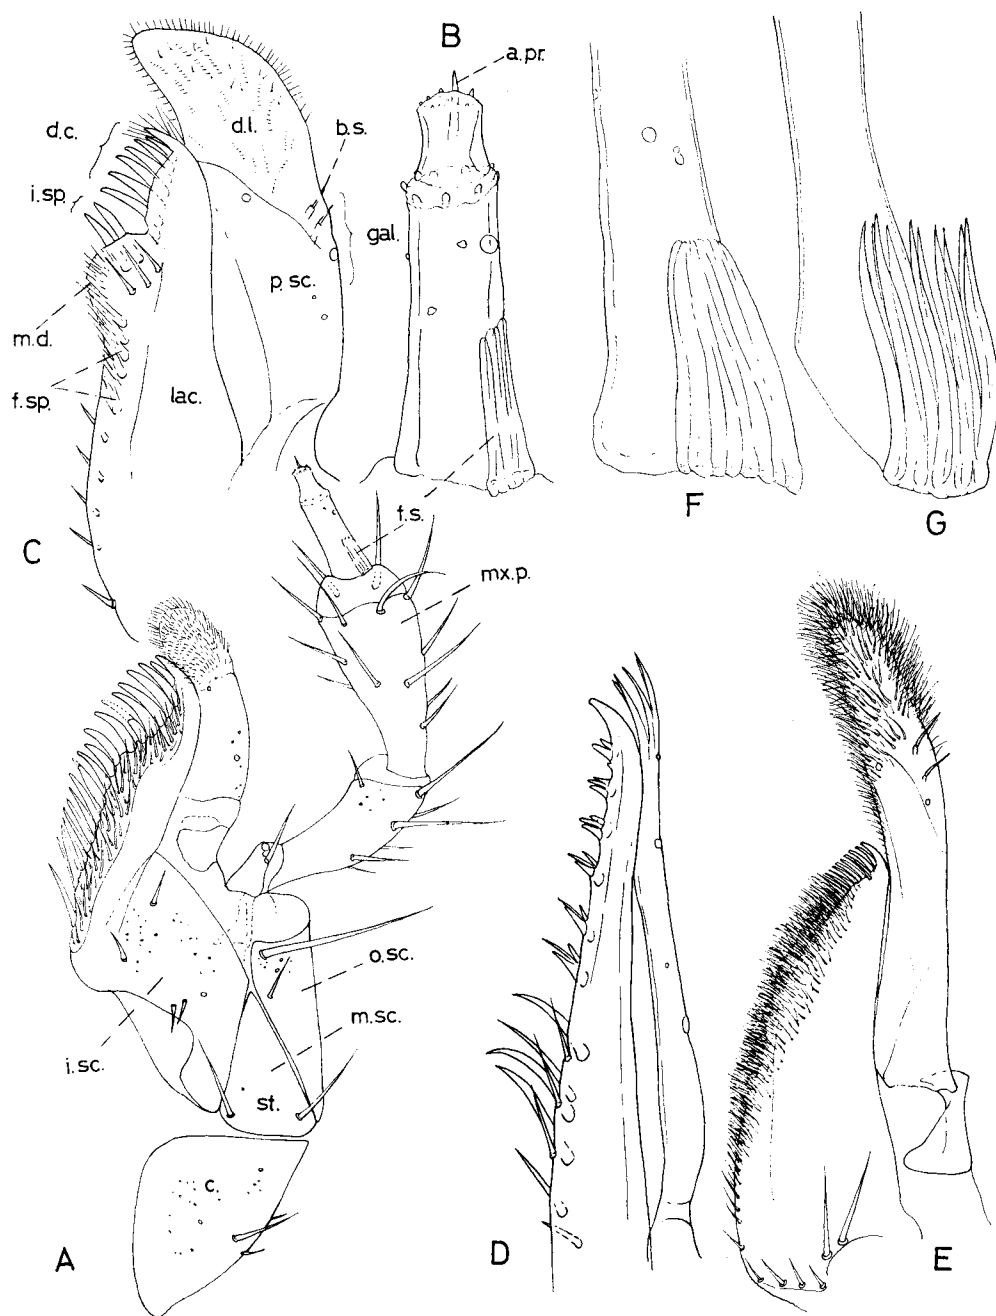 B
a.pr.
d.c.
d.l.
b.s.
i.sp.
gal.
p.sc.
m.d.
f.sp.
lac.
F
G
f.s.
C
mx.p.
o.sc.
m.sc.
i.sc.
st.
c.
A
D
E